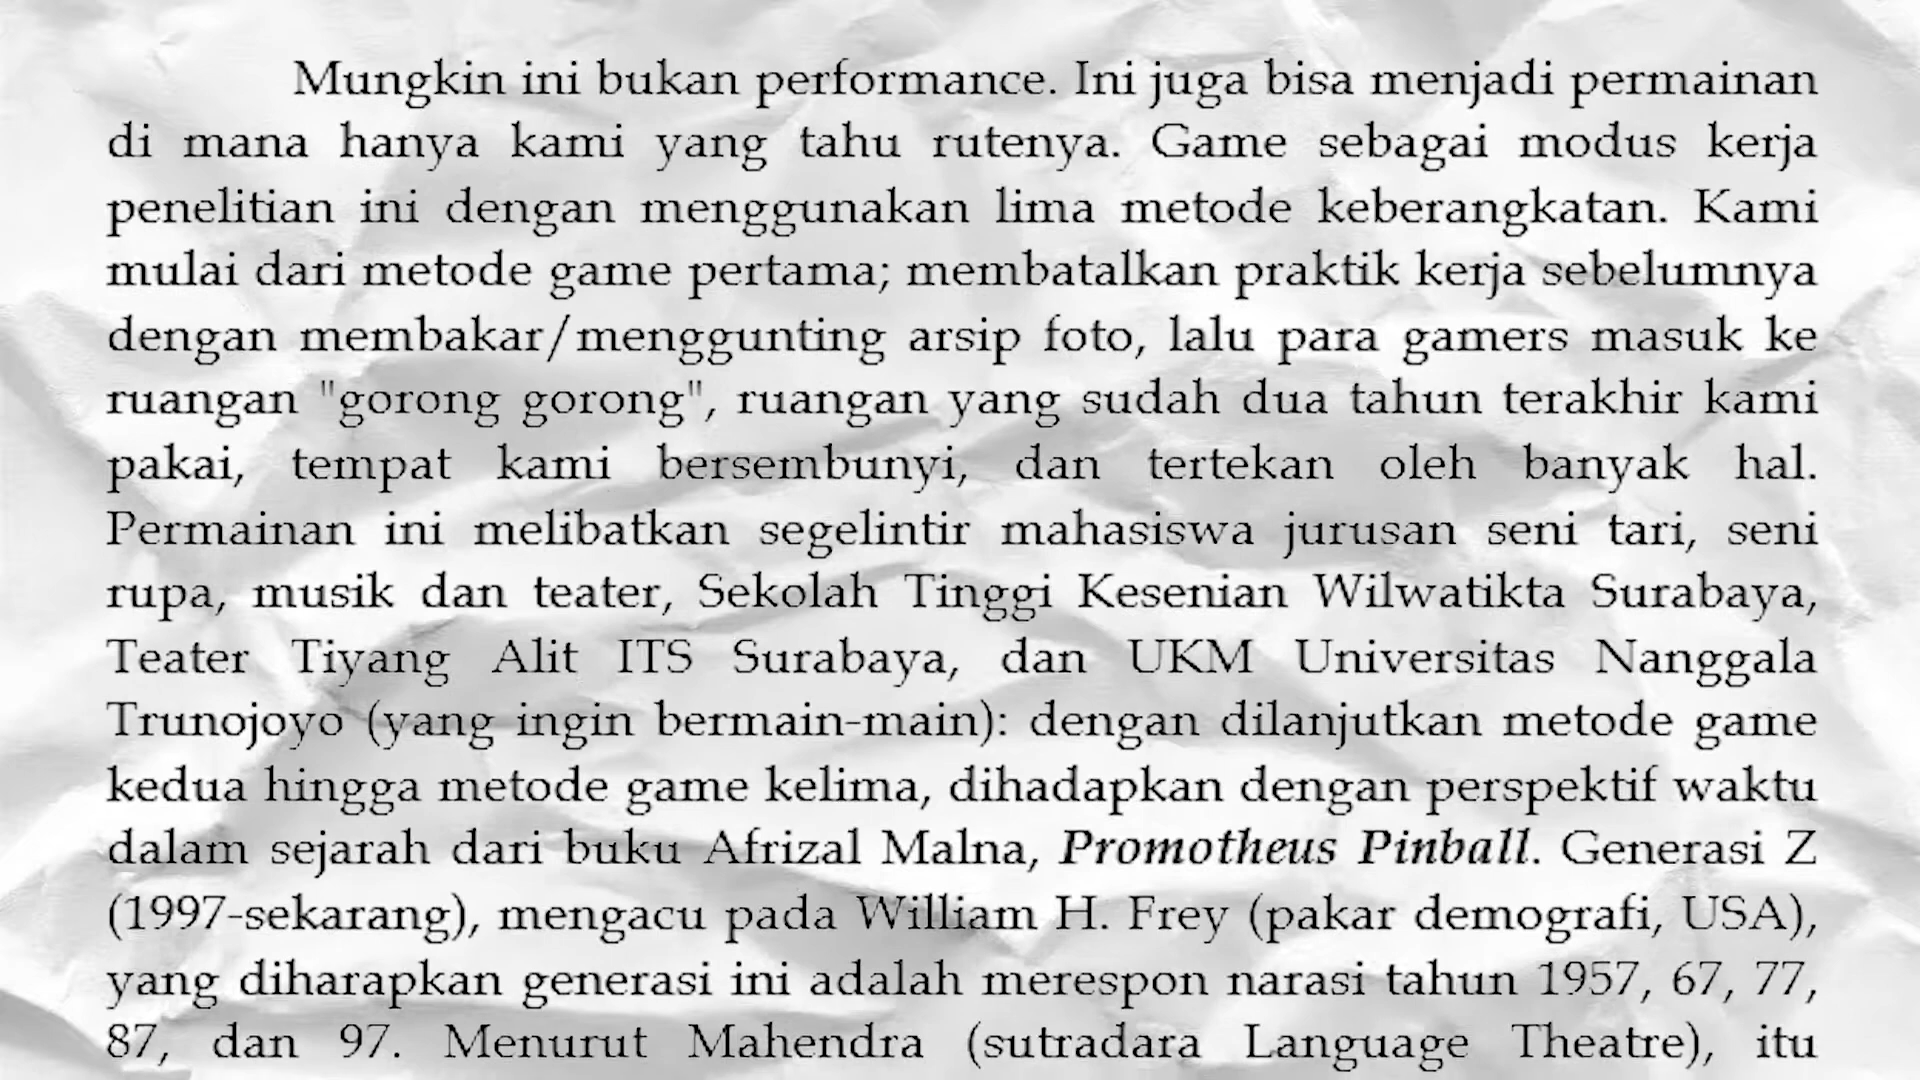 Mungkin ini bukan performance. Ini juga bisa menjadi permainan
di mana hanya kami yang tahu rutenya. Game sebagai modus kerja
penelitian ini dengan menggunakan lima metode keberangkatan. Kami
mulai dari metode game pertama; membatalkan praktik kerja sebelumnya
dengan membakar/menggunting arsip foto, lalu para gamers masuk ke
ruangan "gorong gorong", ruangan yang sudah dua tahun terakhir kami
pakai, tempat kami bersembunyi, dan tertekan oleh banyak hal.
Permainan ini melibatkan segelintir mahasiswa jurusan seni tari, seni
rupa, musik dan teater, Sekolah Tinggi Kesenian Wilwatikta Surabaya,
Teater Tiyang Alit ITS Surabaya, dan UKM Universitas Nanggala
Trunojoyo (yang ingin bermain-main): dengan dilanjutkan metode game
kedua hingga metode game kelima, dihadapkan dengan perspektif waktu
dalam sejarah dari buku Afrizal Malna, Promotheus Pinball. Generasi Z
(1997-sekarang), mengacu pada William H. Frey (pakar demografi, USA),
yang diharapkan generasi ini adalah merespon narasi tahun 1957, 67, 77,
87, dan 97. Menurut Mahendra (sutradara Language Theatre), itu